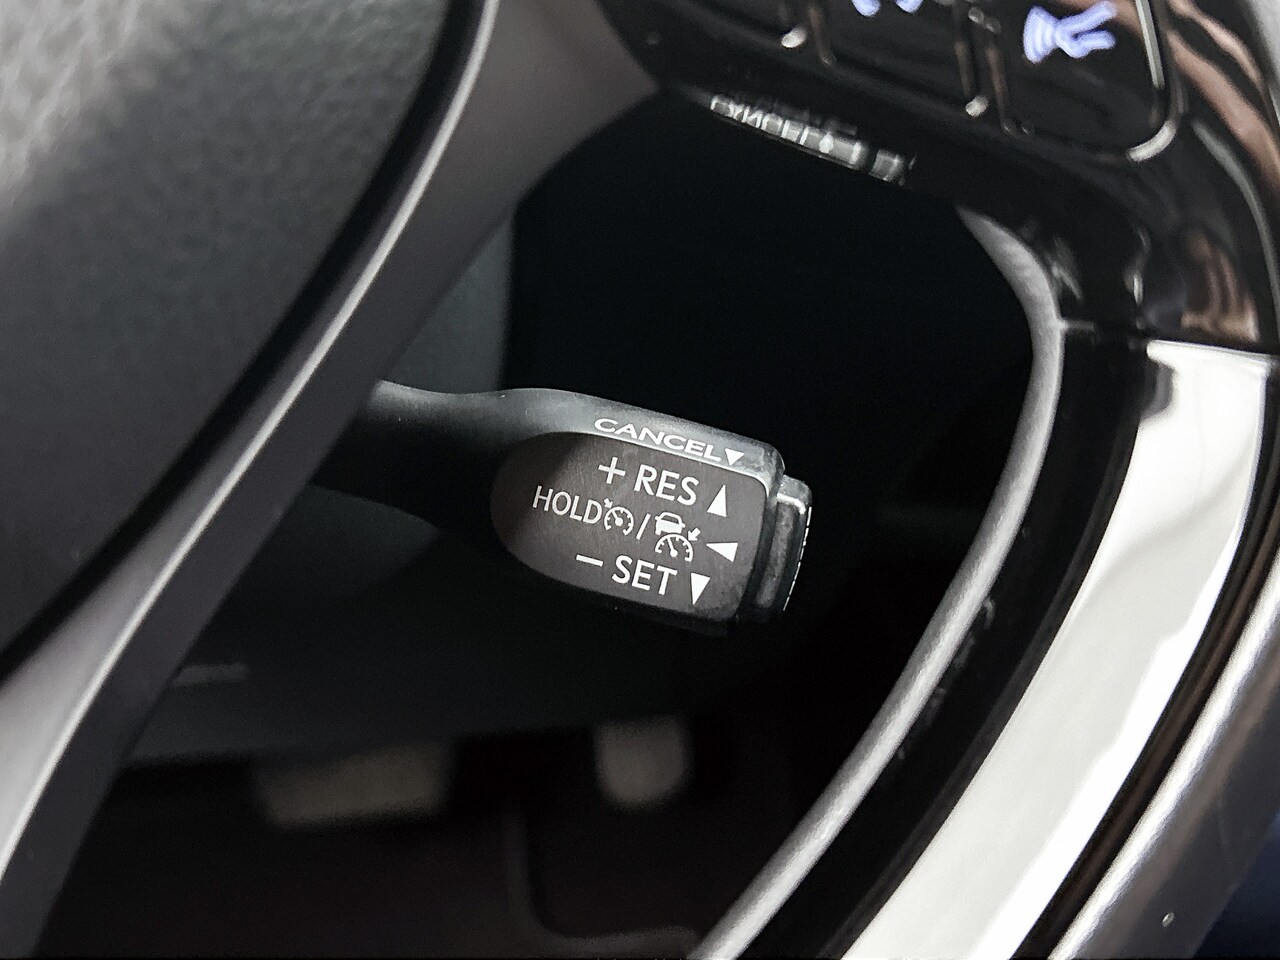 CANCEL▼
+ RES ▲
HOLD / ◀
− SET ▼